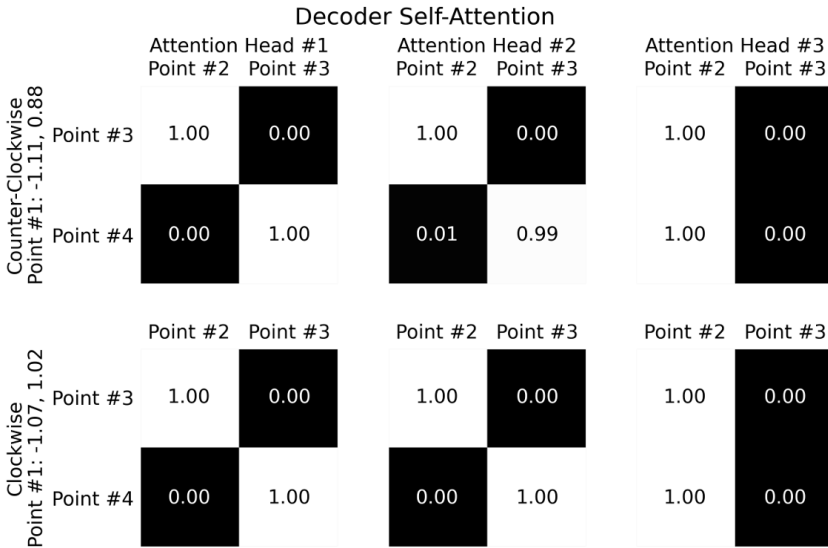 Decoder Self-Attention
Attention Head #1 Attention Head #2 Attention Head #3
Point #2 Point #3 Point #2 Point #3 Point #2 Point #3
Counter-Clockwise
Point #1: -1.11, 0.88
Point #3 1.00 0.00 1.00 0.00 1.00 0.00
Point #4 0.00 1.00 0.01 0.99 1.00 0.00
Point #2 Point #3 Point #2 Point #3 Point #2 Point #3
Clockwise
Point #1: -1.07, 1.02
Point #3 1.00 0.00 1.00 0.00 1.00 0.00
Point #4 0.00 1.00 0.00 1.00 1.00 0.00